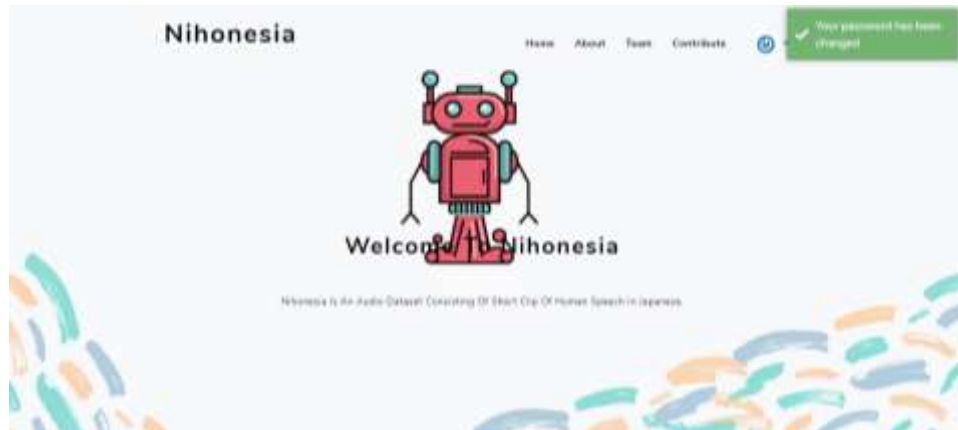 Nihonesia
Home About Team Contribute
Your password has been
changed
Welcome To Nihonesia
Nihonesia Is An Audio Dataset Consisting Of Short Clip Of Human Speech In Japanese.